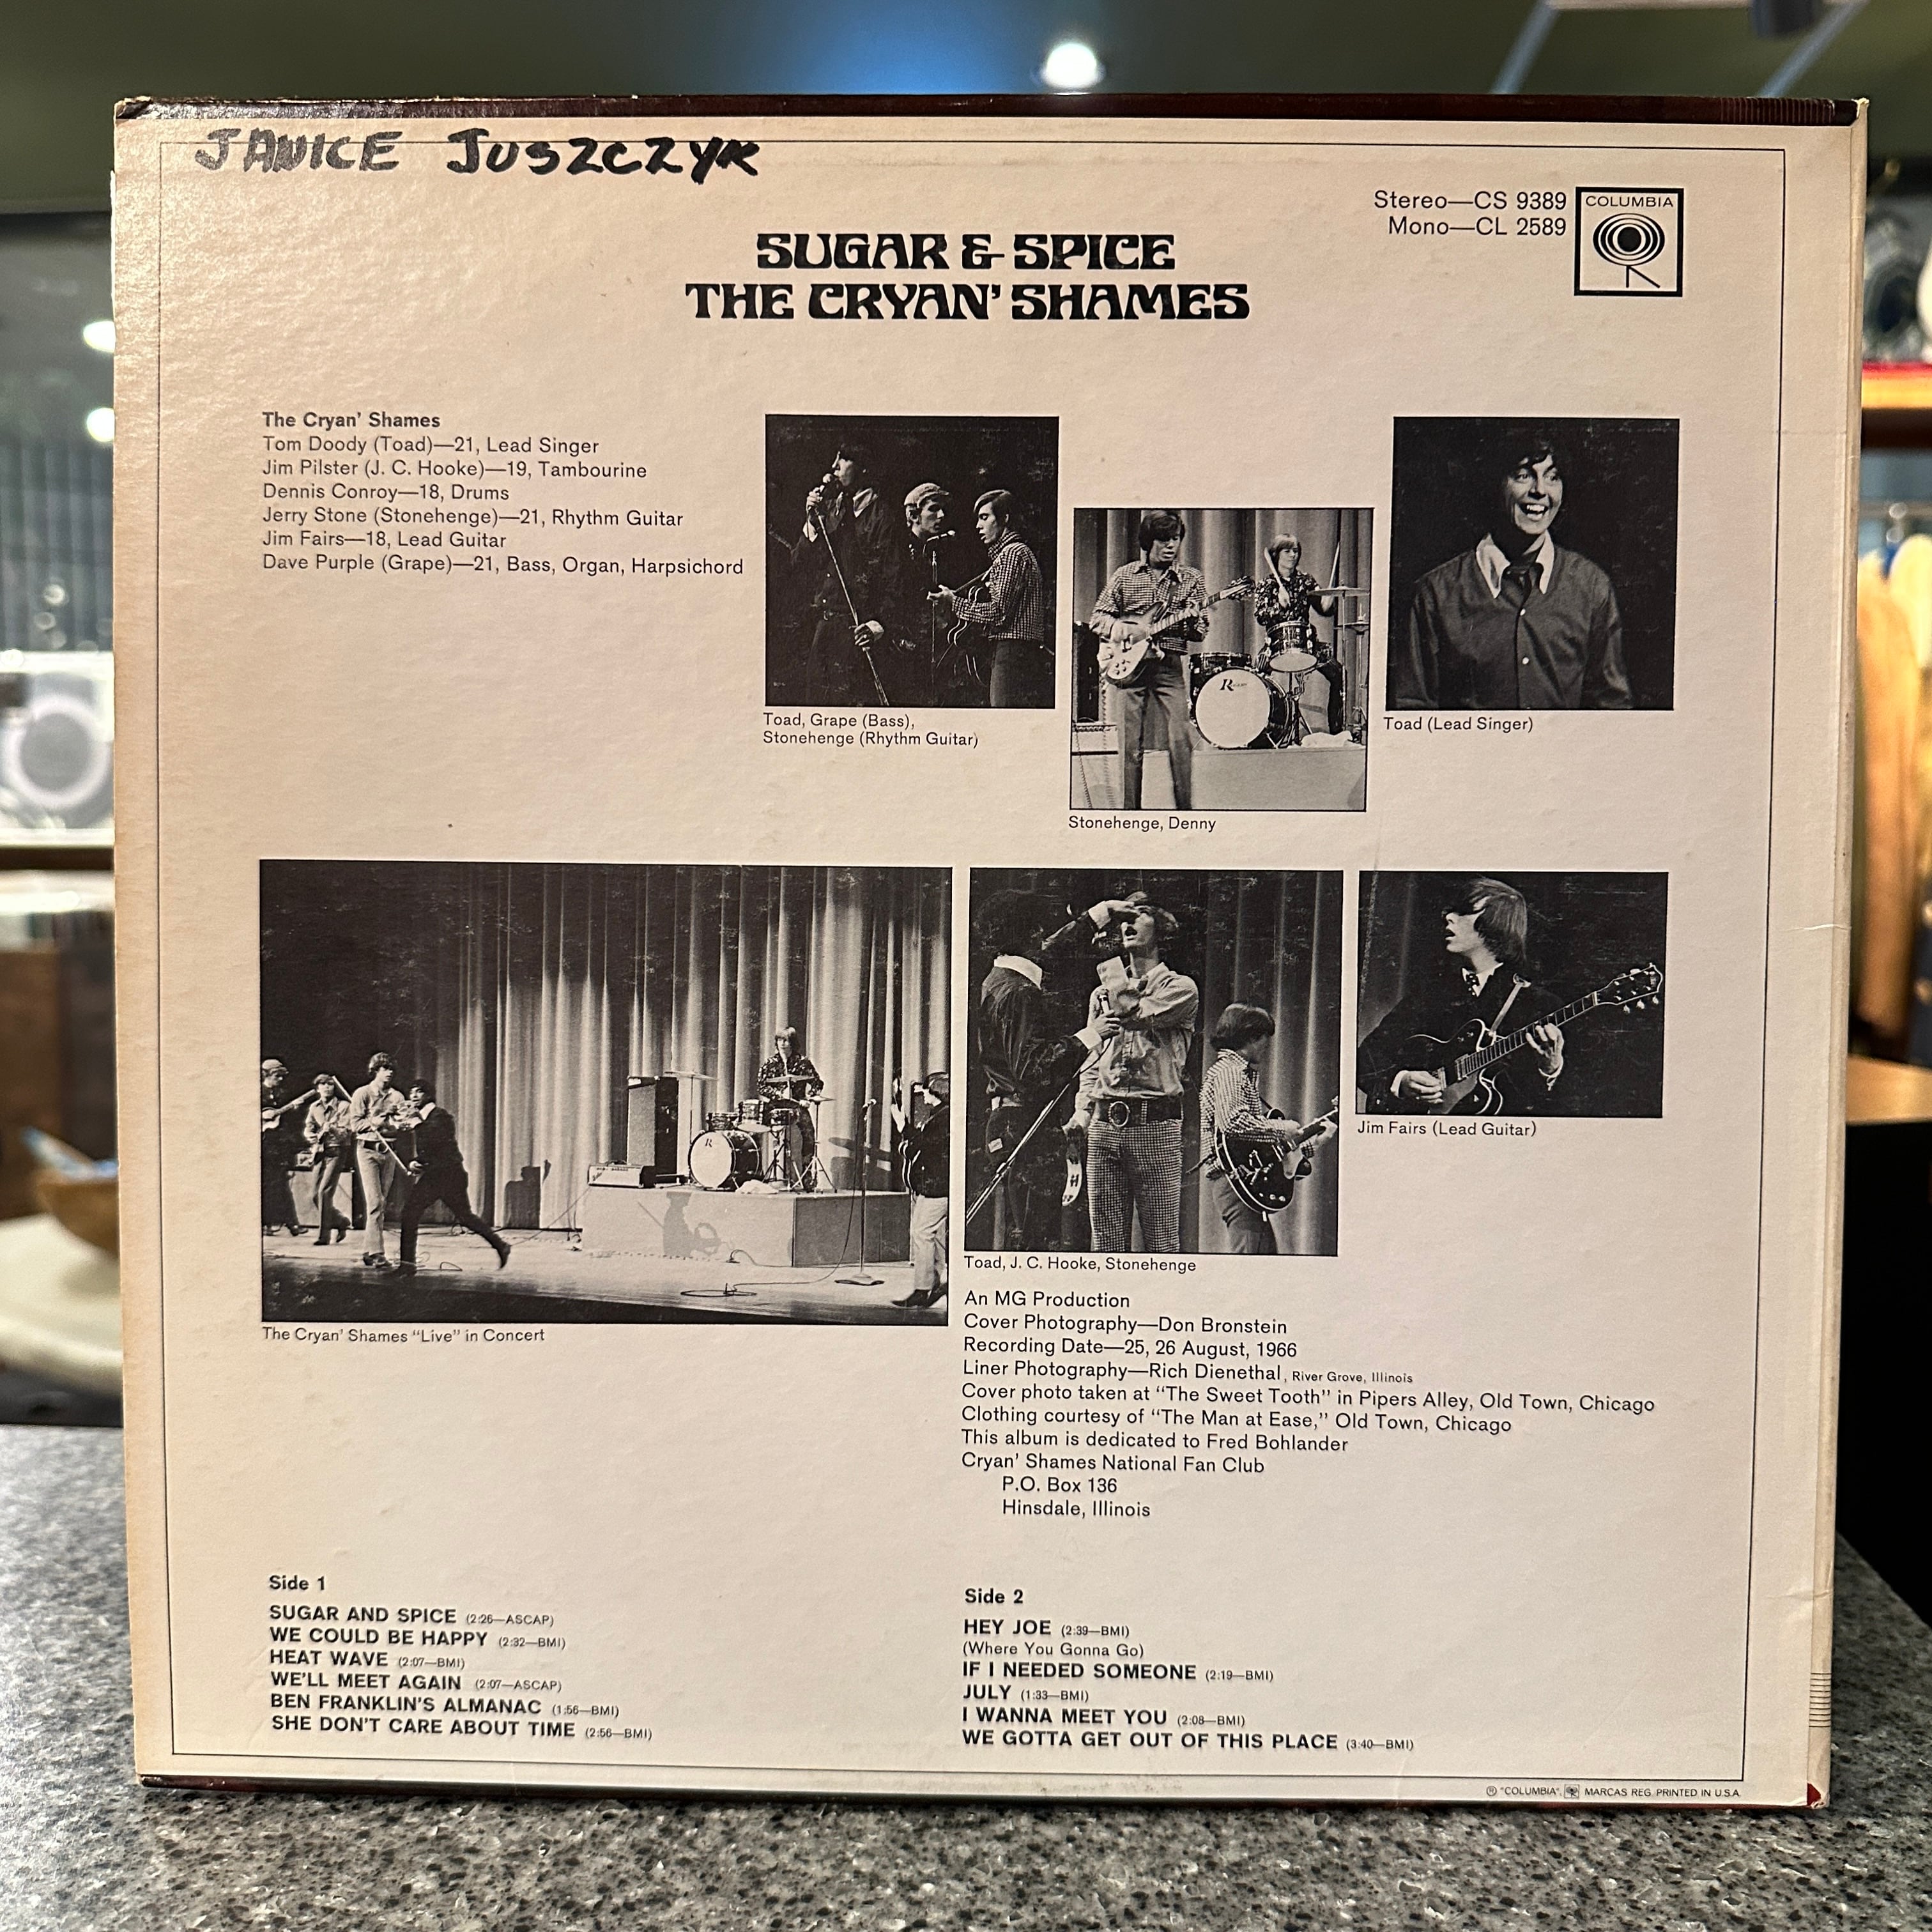 JANICE JUSZCZYK
Stereo—CS 9389
Mono—CL 2589
COLUMBIA
SUGAR & SPICE
THE CRYAN' SHAMES
The Cryan' Shames
Tom Doody (Toad)—21, Lead Singer
Jim Pilster (J. C. Hooke)—19, Tambourine
Dennis Conroy—18, Drums
Jerry Stone (Stonehenge)—21, Rhythm Guitar
Jim Fairs—18, Lead Guitar
Dave Purple (Grape)—21, Bass, Organ, Harpsichord
Toad, Grape (Bass),
Stonehenge (Rhythm Guitar)
Stonehenge, Denny
Toad (Lead Singer)
The Cryan' Shames "Live" in Concert
Toad, J. C. Hooke, Stonehenge
Jim Fairs (Lead Guitar)
An MG Production
Cover Photography—Don Bronstein
Recording Date—25, 26 August, 1966
Liner Photography—Rich Dienethal, River Grove, Illinois
Cover photo taken at "The Sweet Tooth" in Pipers Alley, Old Town, Chicago
Clothing courtesy of "The Man at Ease," Old Town, Chicago
This album is dedicated to Fred Bohlander
Cryan' Shames National Fan Club
P.O. Box 136
Hinsdale, Illinois
Side 1
SUGAR AND SPICE (2:26—ASCAP)
WE COULD BE HAPPY (2:32—BMI)
HEAT WAVE (2:07—BMI)
WE'LL MEET AGAIN (2:07—ASCAP)
BEN FRANKLIN'S ALMANAC (1:56—BMI)
SHE DON'T CARE ABOUT TIME (2:56—BMI)
Side 2
HEY JOE (2:39—BMI)
(Where You Gonna Go)
IF I NEEDED SOMEONE (2:19—BMI)
JULY (1:33—BMI)
I WANNA MEET YOU (2:08—BMI)
WE GOTTA GET OUT OF THIS PLACE (3:40—BMI)
® "COLUMBIA", MARCAS REG. PRINTED IN U.S.A.